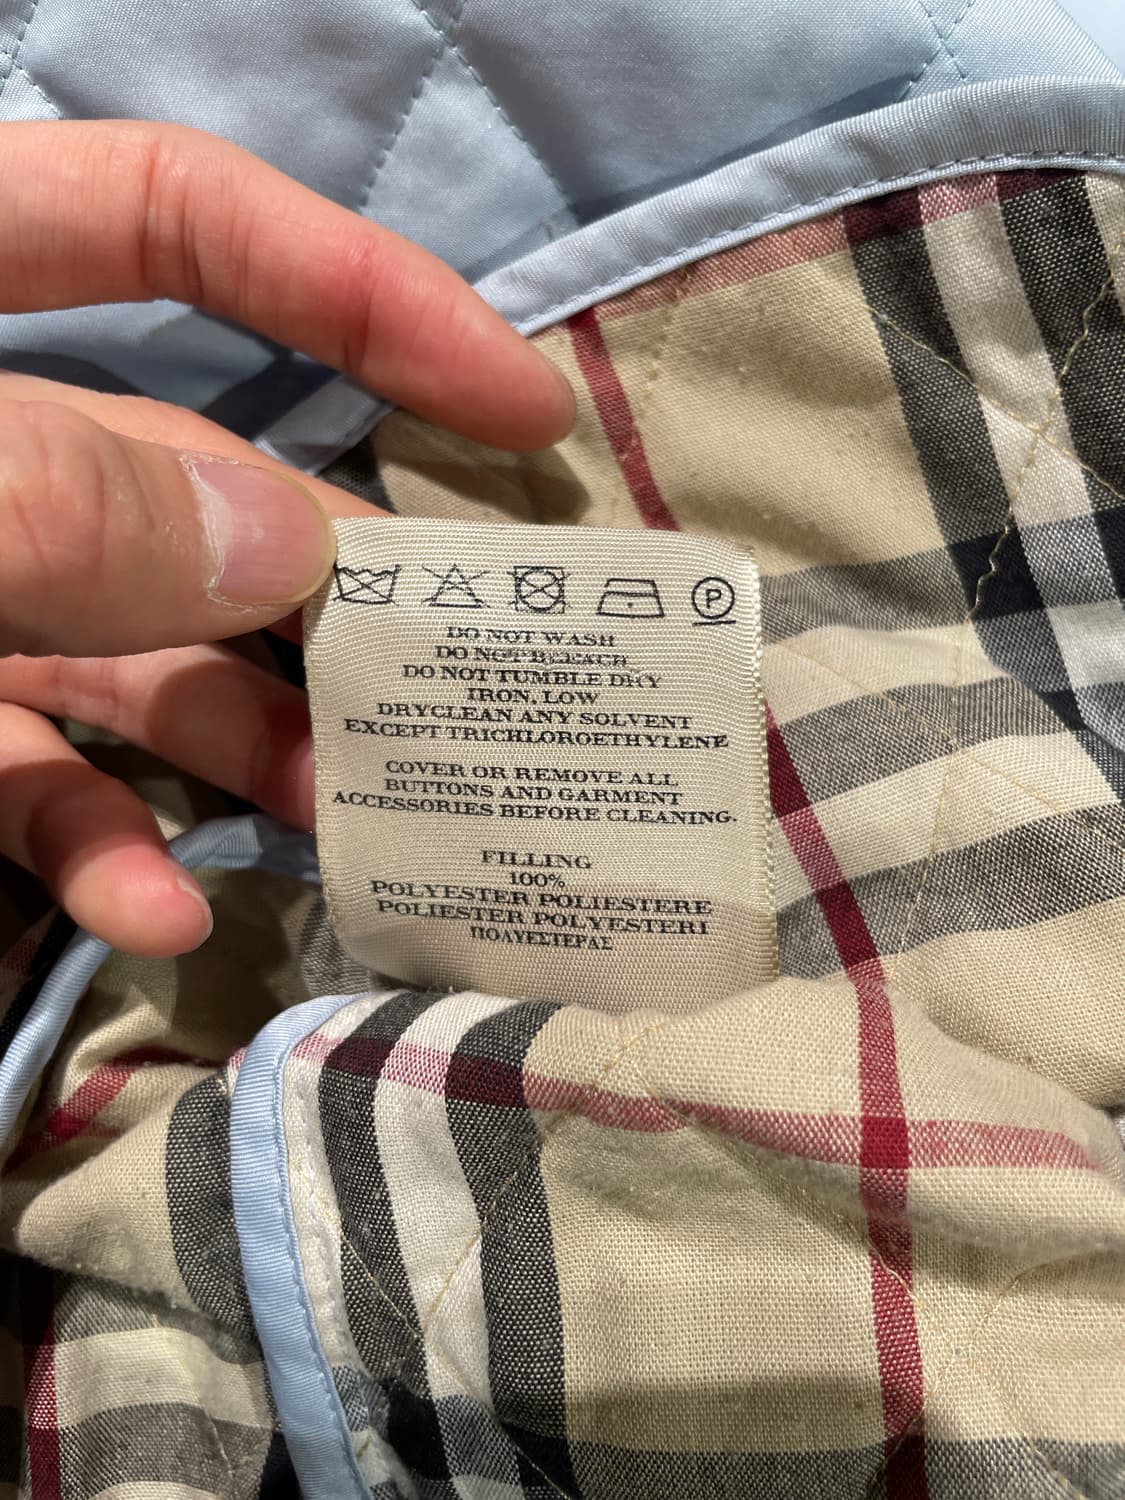 P
DO NOT WASH
DO NOT BLEACH
DO NOT TUMBLE DRY
IRON, LOW
DRYCLEAN ANY SOLVENT
EXCEPT TRICHLOROETHYLENE
COVER OR REMOVE ALL
BUTTONS AND GARMENT
ACCESSORIES BEFORE CLEANING.
FILLING
100%
POLYESTER POLIESTERE
POLIESTER POLYESTERI
ΠΟΛΥΕΣΤΕΡΑΣ